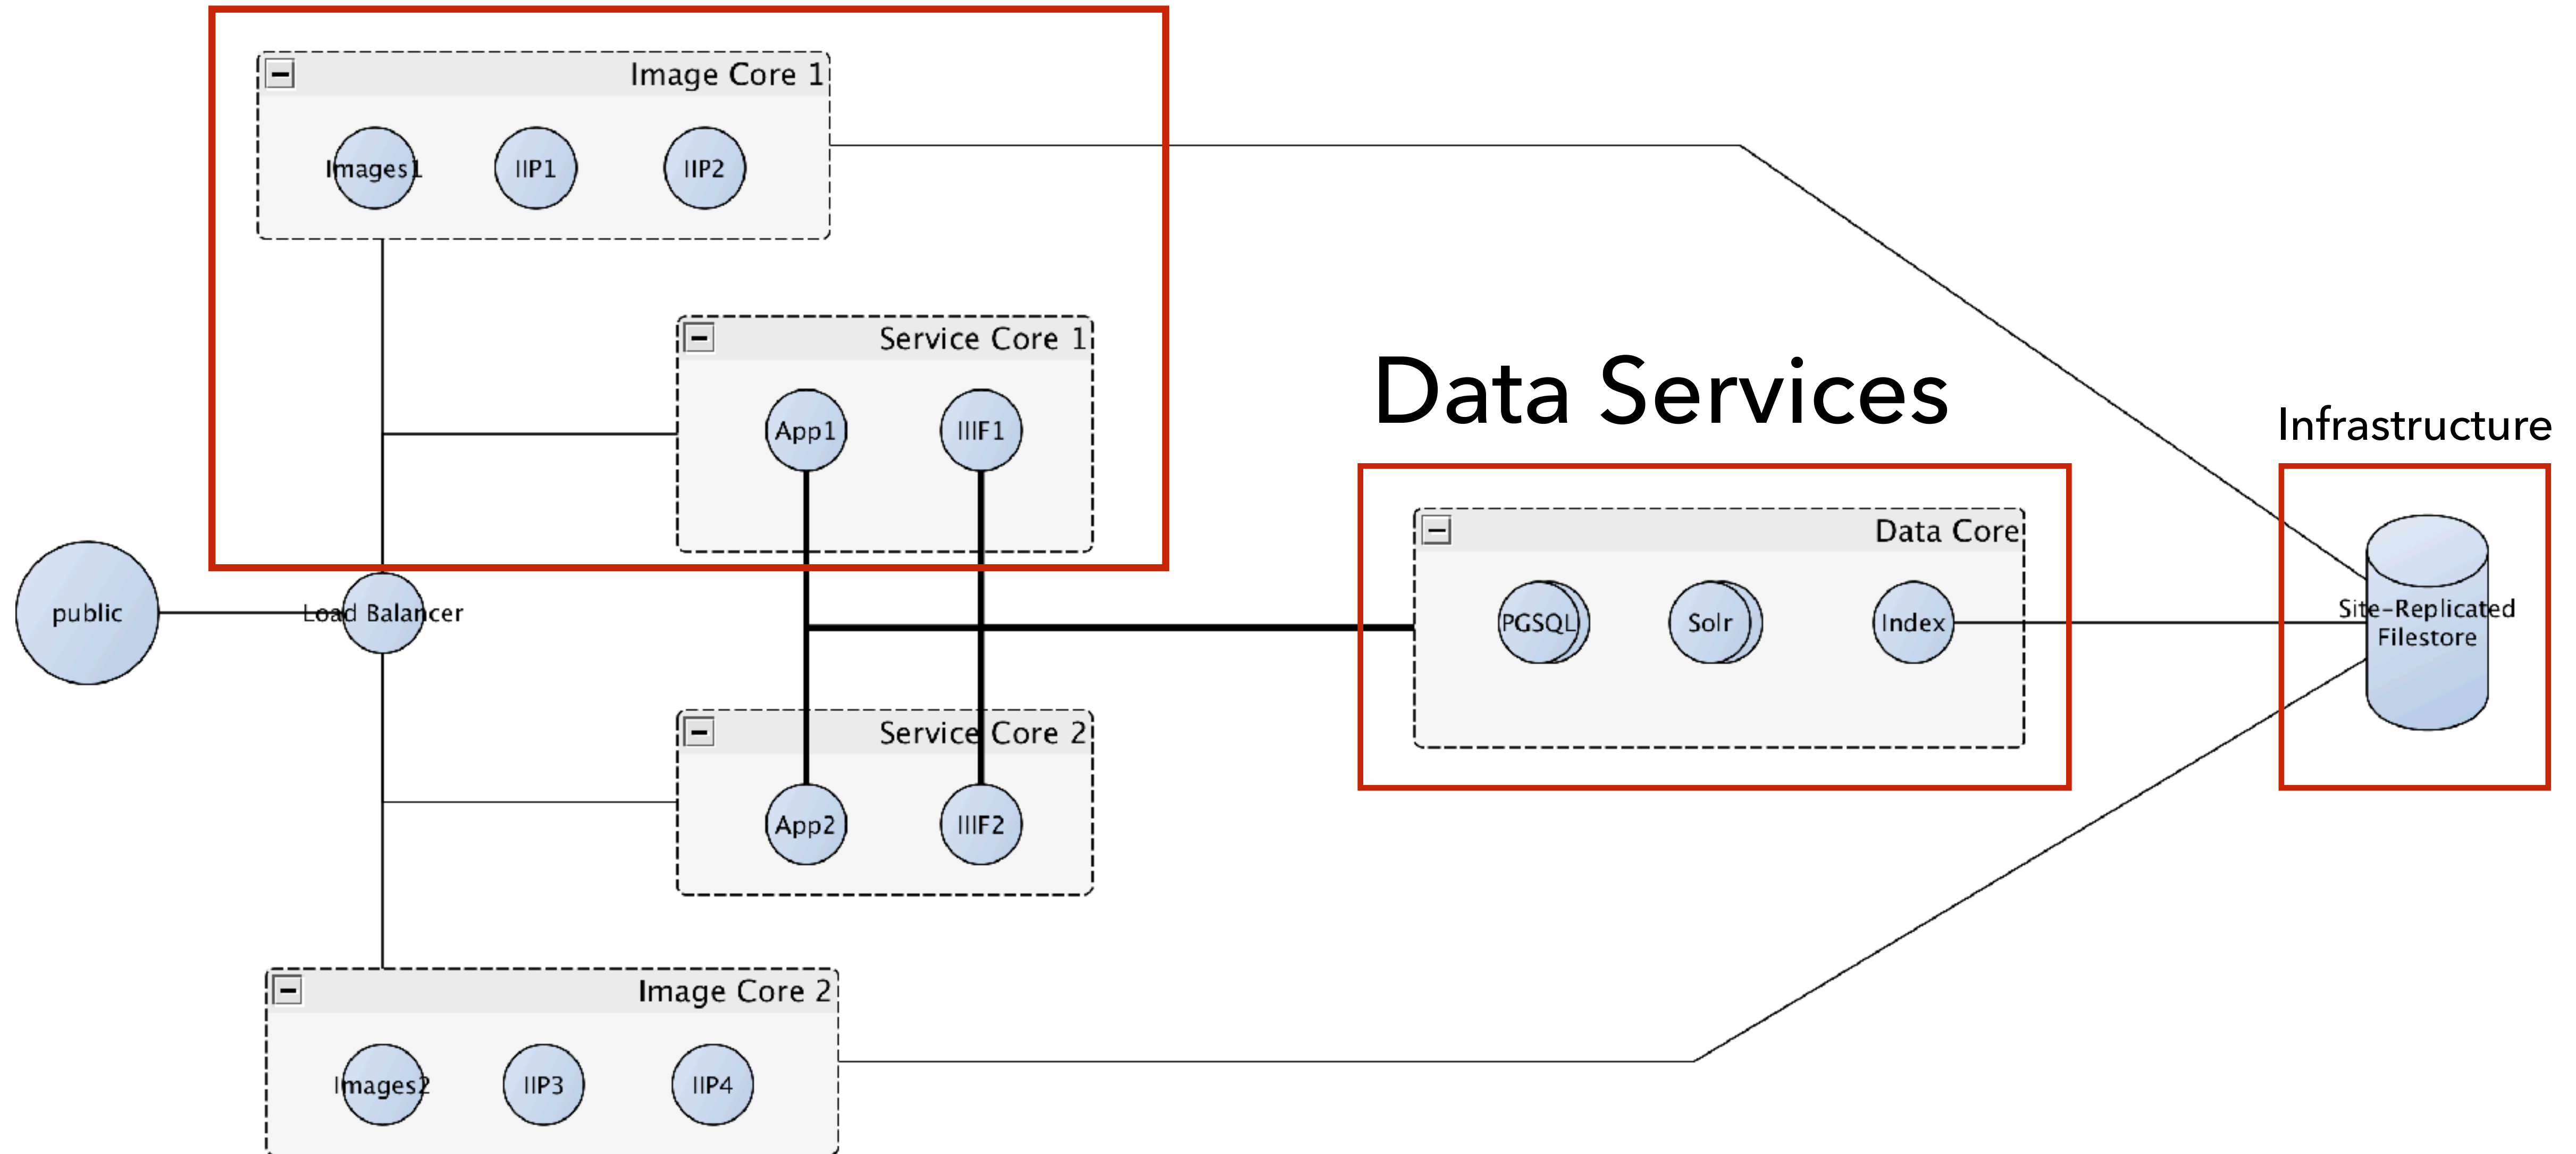 Image Core 1
Images1
IIP1
IIP2
Service Core 1
App1
IIIF1
Data Services
Infrastructure
public
Load Balancer
Data Core
PGSQL
Solr
Index
Site-Replicated
Filestore
Service Core 2
App2
IIIF2
Image Core 2
Images2
IIP3
IIP4